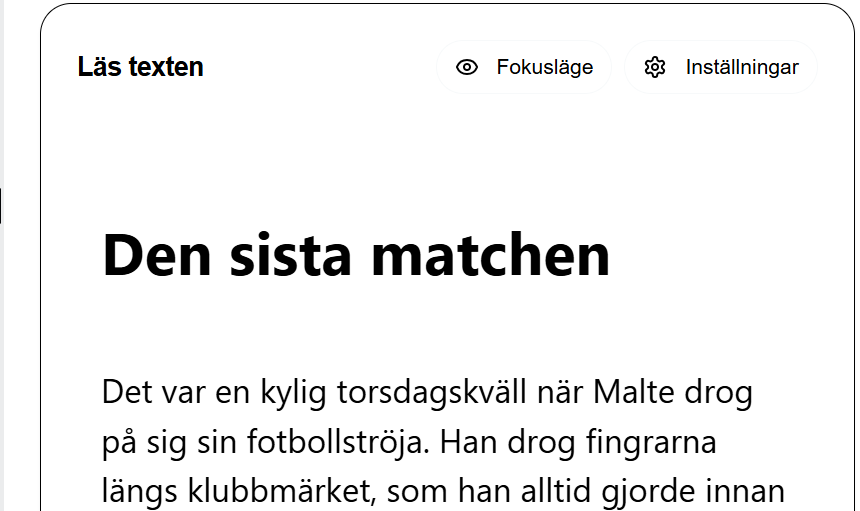 Läs texten
Fokusläge
Inställningar
Den sista matchen
Det var en kylig torsdagskväll när Malte drog
på sig sin fotbollströja. Han drog fingrarna
längs klubbmärket, som han alltid gjorde innan